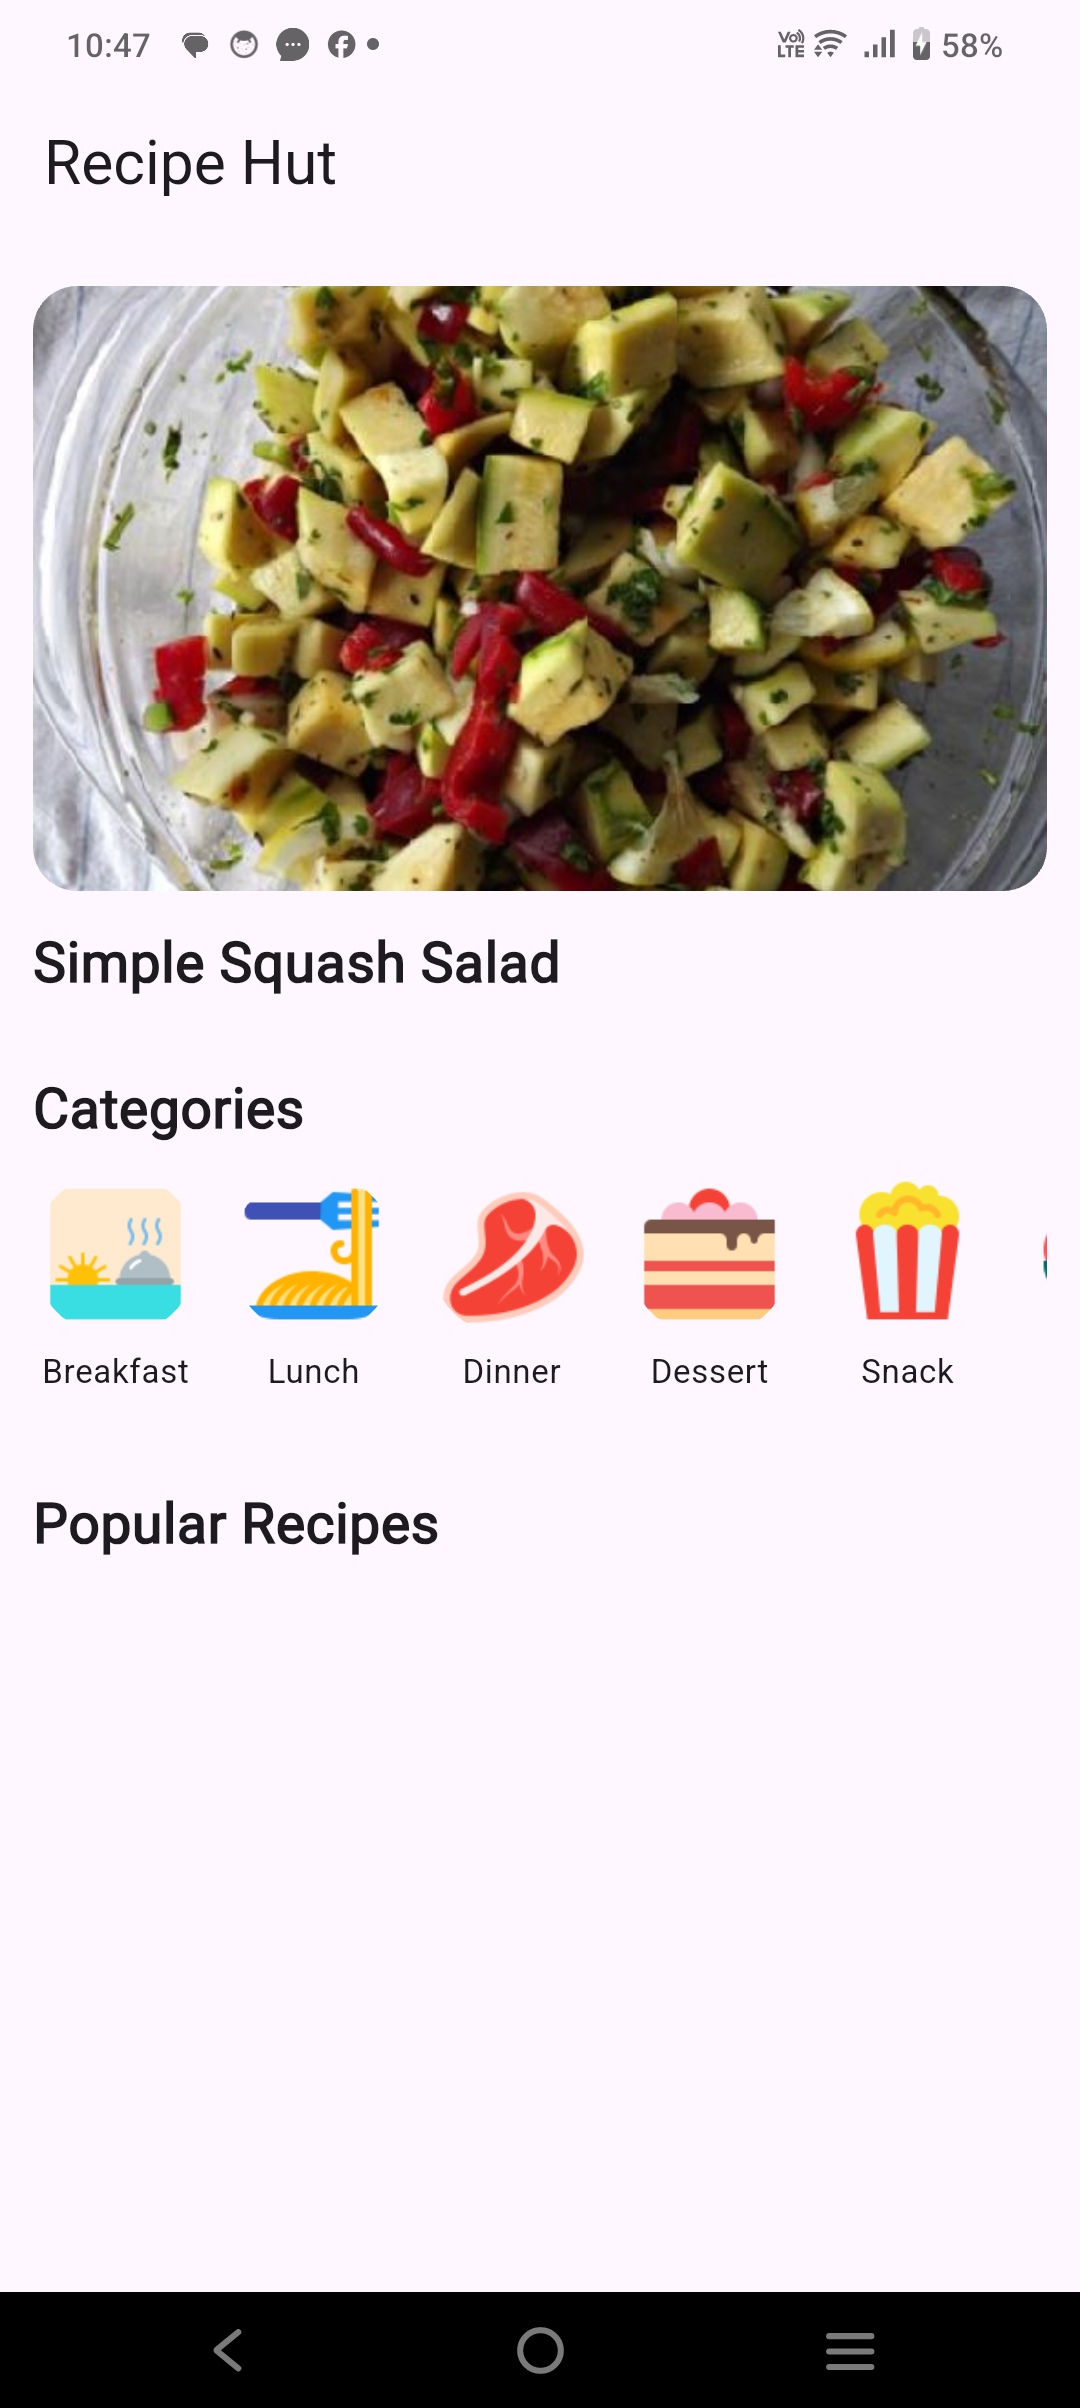 10:47 Vo) LTE 58%
Recipe Hut
Simple Squash Salad
Categories
Breakfast Lunch Dinner Dessert Snack
Popular Recipes